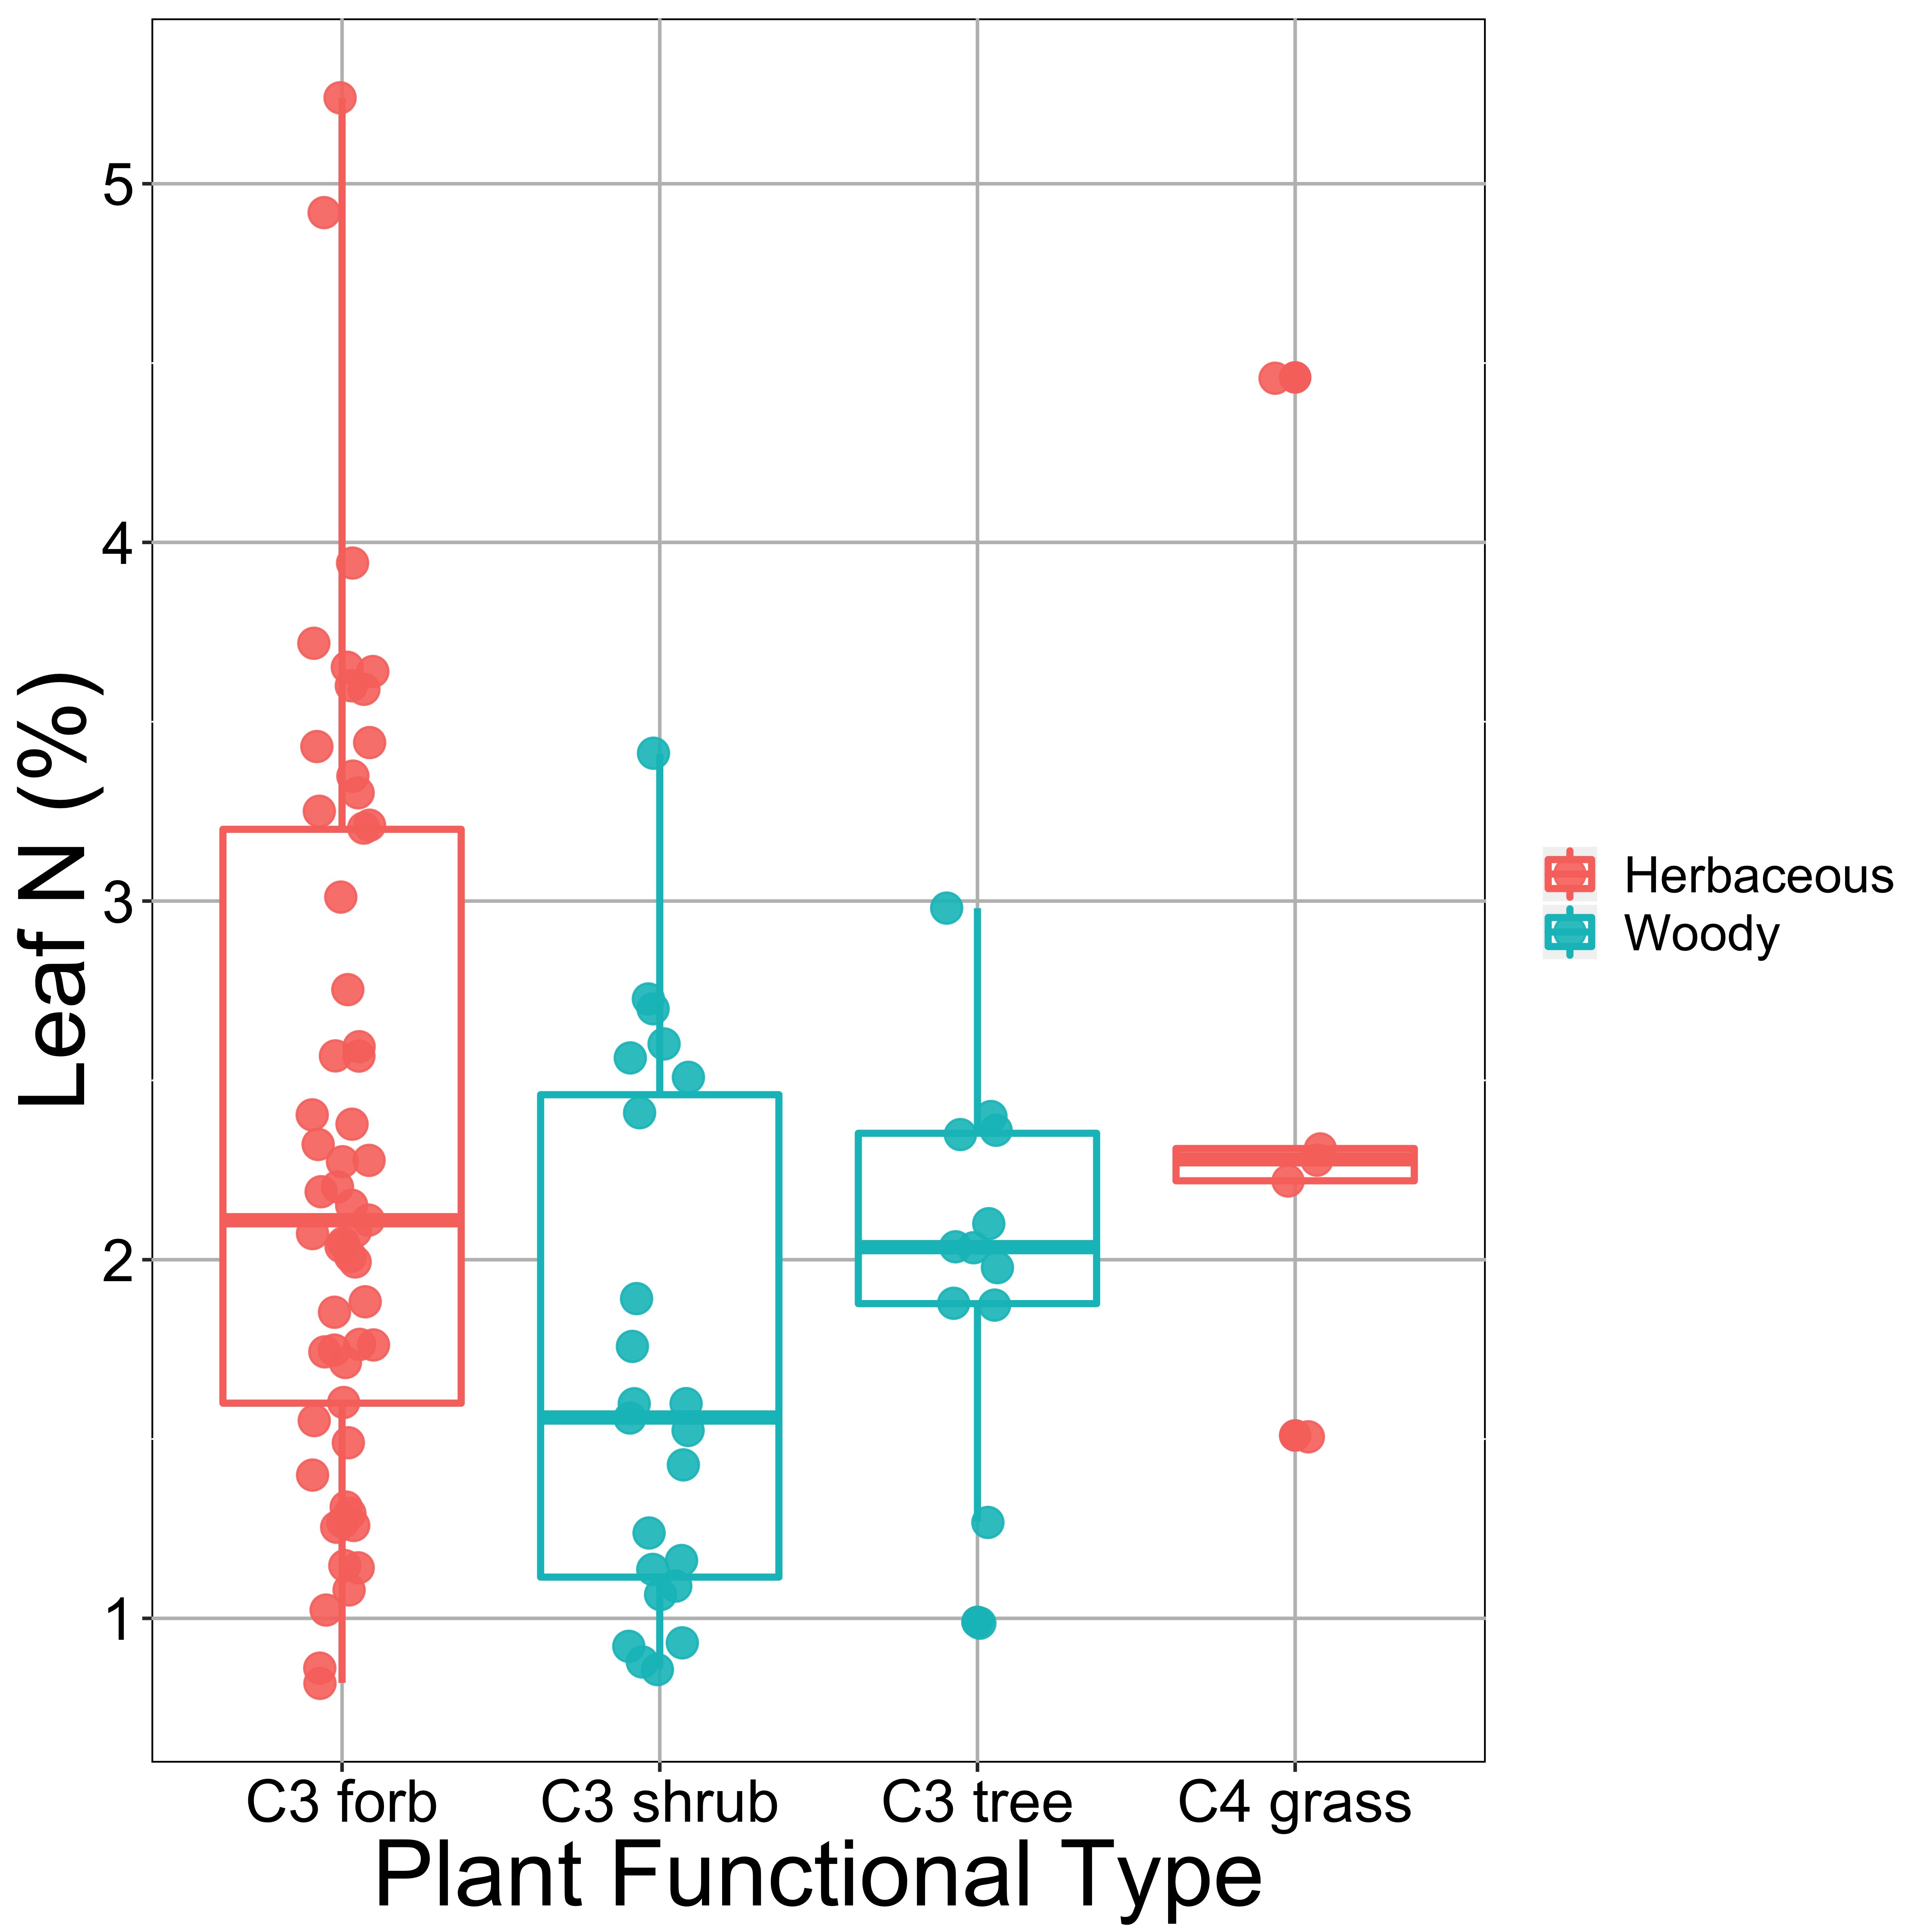 Leaf N (%)
5
4
3
2
1
C3 forb
C3 shrub
C3 tree
C4 grass
Plant Functional Type
Herbaceous
Woody